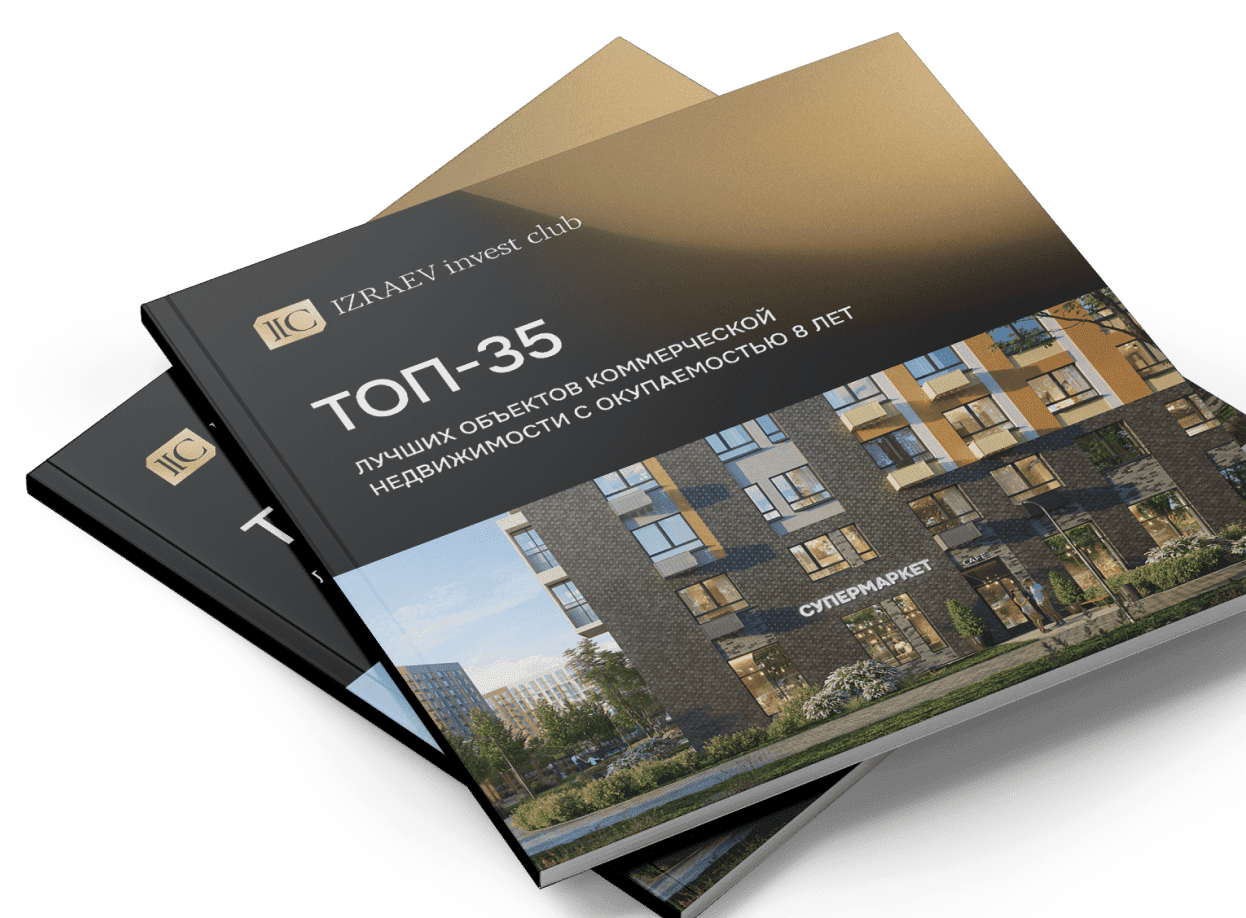 IIC IZRAEV invest club
ТОП-35
ЛУЧШИХ ОБЪЕКТОВ КОММЕРЧЕСКОЙ
НЕДВИЖИМОСТИ С ОКУПАЕМОСТЬЮ 8 ЛЕТ
СУПЕРМАРКЕТ
CAFE
IIC
Т
Л